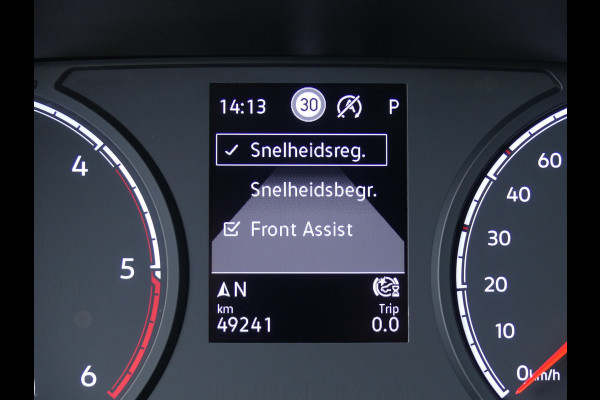 14:13 30 A P
Snelheidsreg.
Snelheidsbegr.
Front Assist
N
km Trip
49241 0.0
4
5
6
60
40
30
20
10
0 km/h